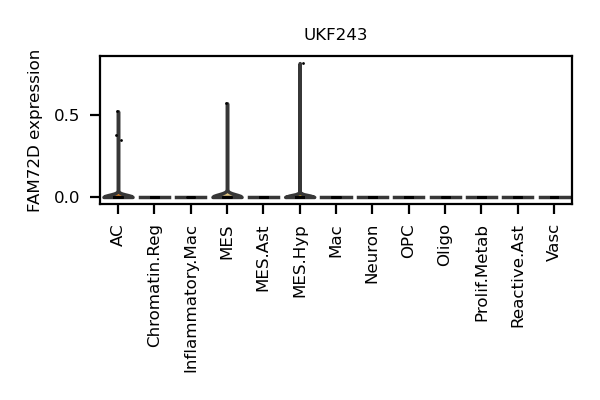 UKF243
FAM72D expression
0.5
0.0
AC
Chromatin.Reg
Inflammatory.Mac
MES
MES.Ast
MES.Hyp
Mac
Neuron
OPC
Oligo
Prolif.Metab
Reactive.Ast
Vasc